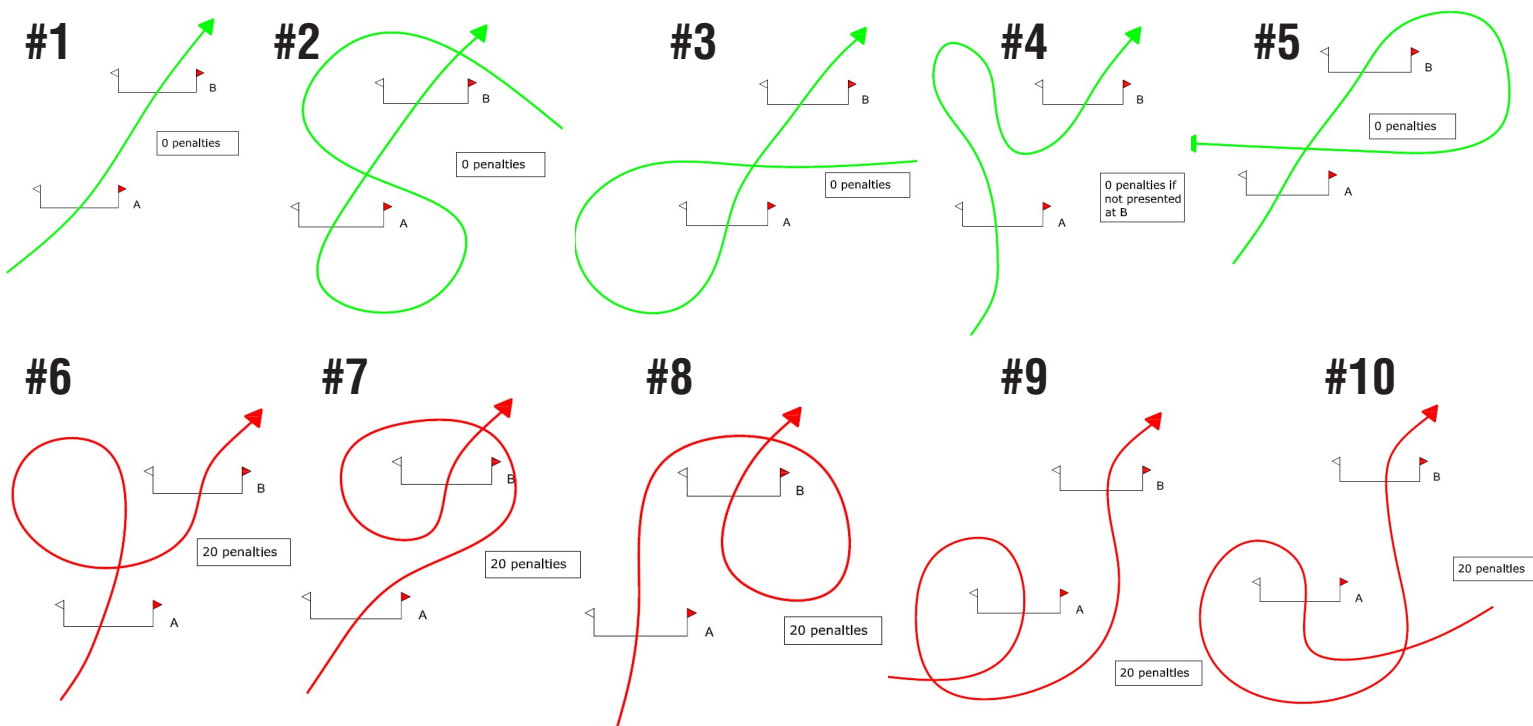 #1
B
0 penalties
A
#2
B
0 penalties
A
#3
B
0 penalties
A
#4
B
0 penalties if
not presented
at B
A
#5
B
0 penalties
A
#6
B
20 penalties
A
#7
B
20 penalties
A
#8
B
A
20 penalties
#9
B
A
20 penalties
#10
B
20 penalties
A